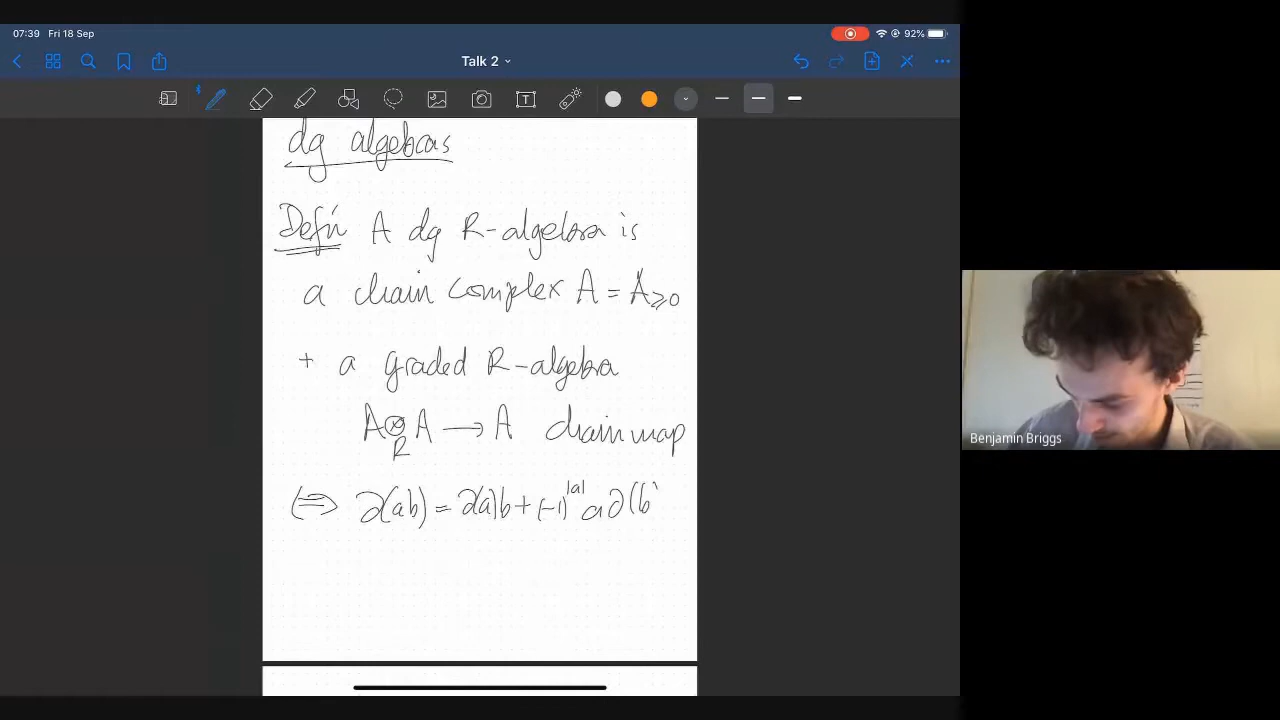 07:39 Fri 18 Sep 92%
Talk 2
dg algebras
Defn A dg R-algebra is
a chain complex A = A≥0
+ a graded R-algebra
A⊗_R A ⟶ A chain map
⟺ ∂(ab) = ∂(a)b + (-1)^|a| a∂(b)
Benjamin Briggs